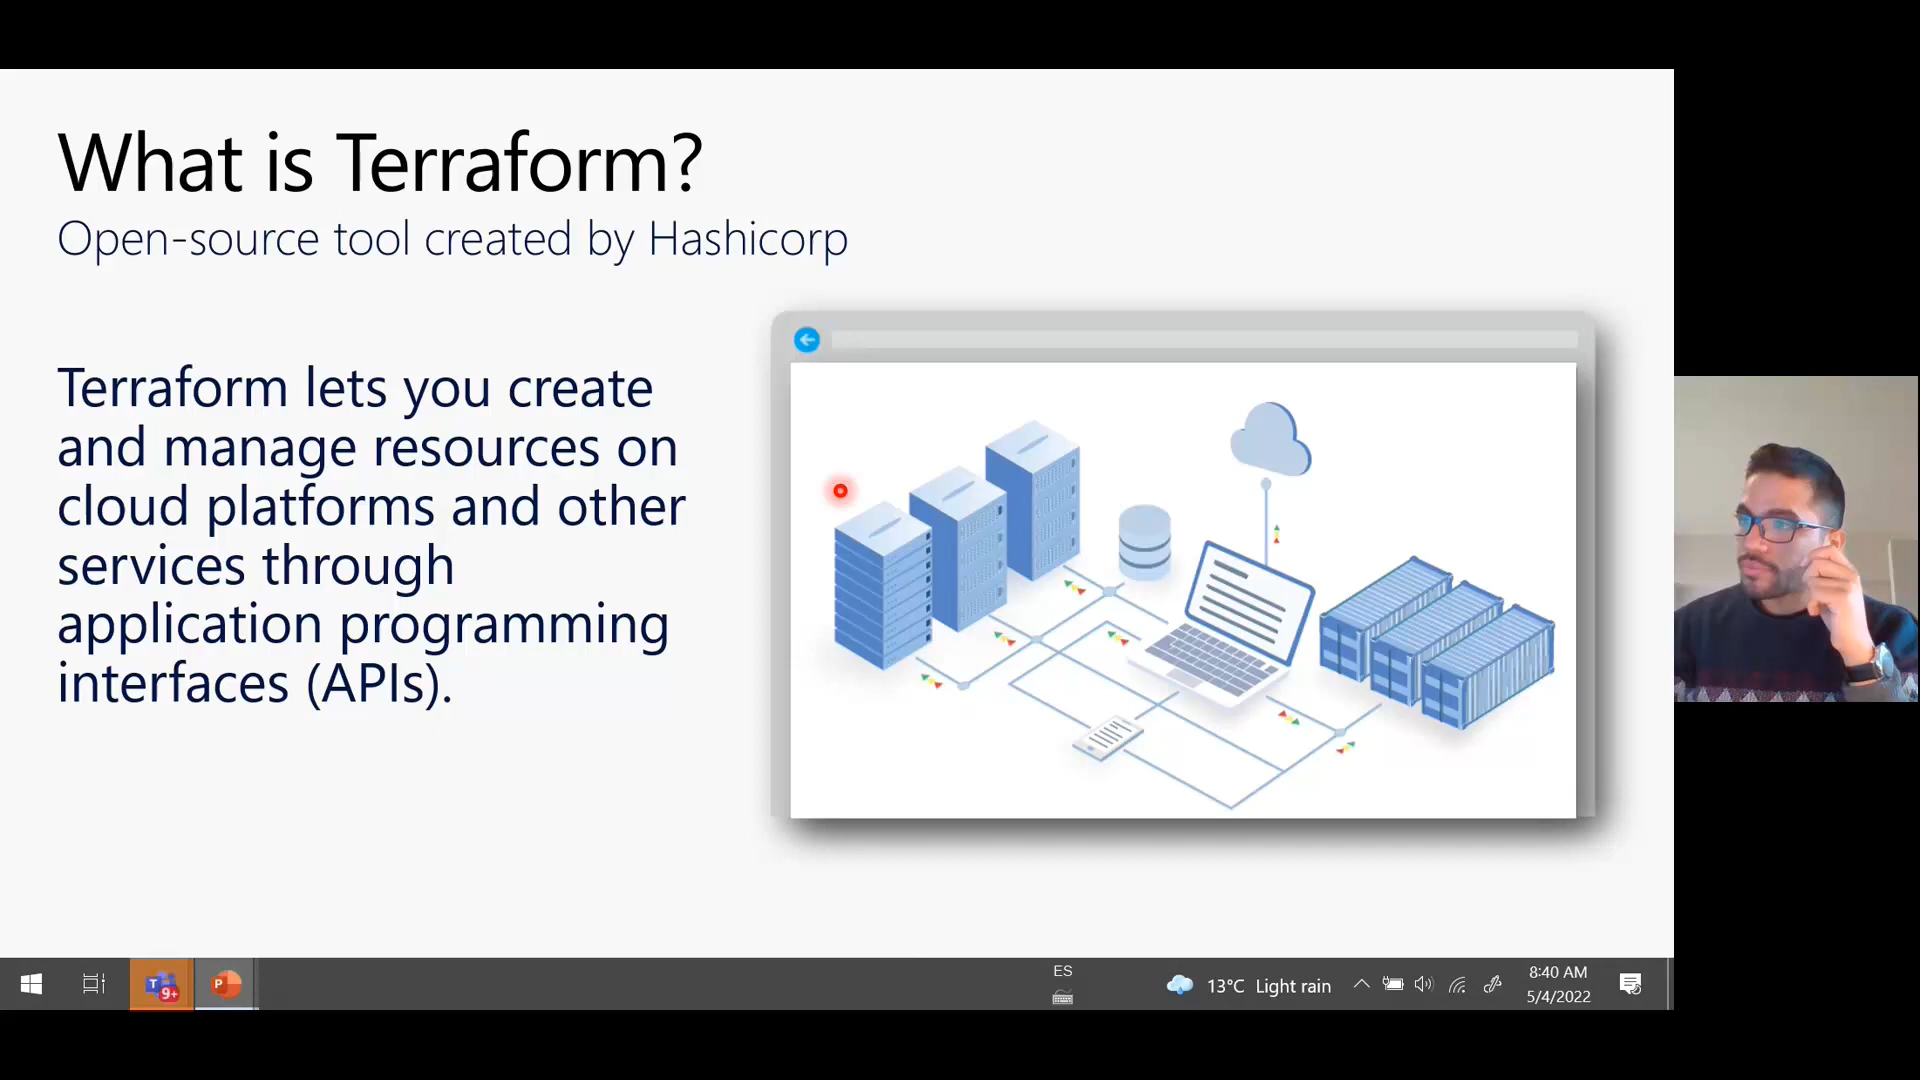 What is Terraform?
Open-source tool created by Hashicorp
Terraform lets you create
and manage resources on
cloud platforms and other
services through
application programming
interfaces (APIs).
T
9+
P
ES
13°C Light rain
8:40 AM
5/4/2022